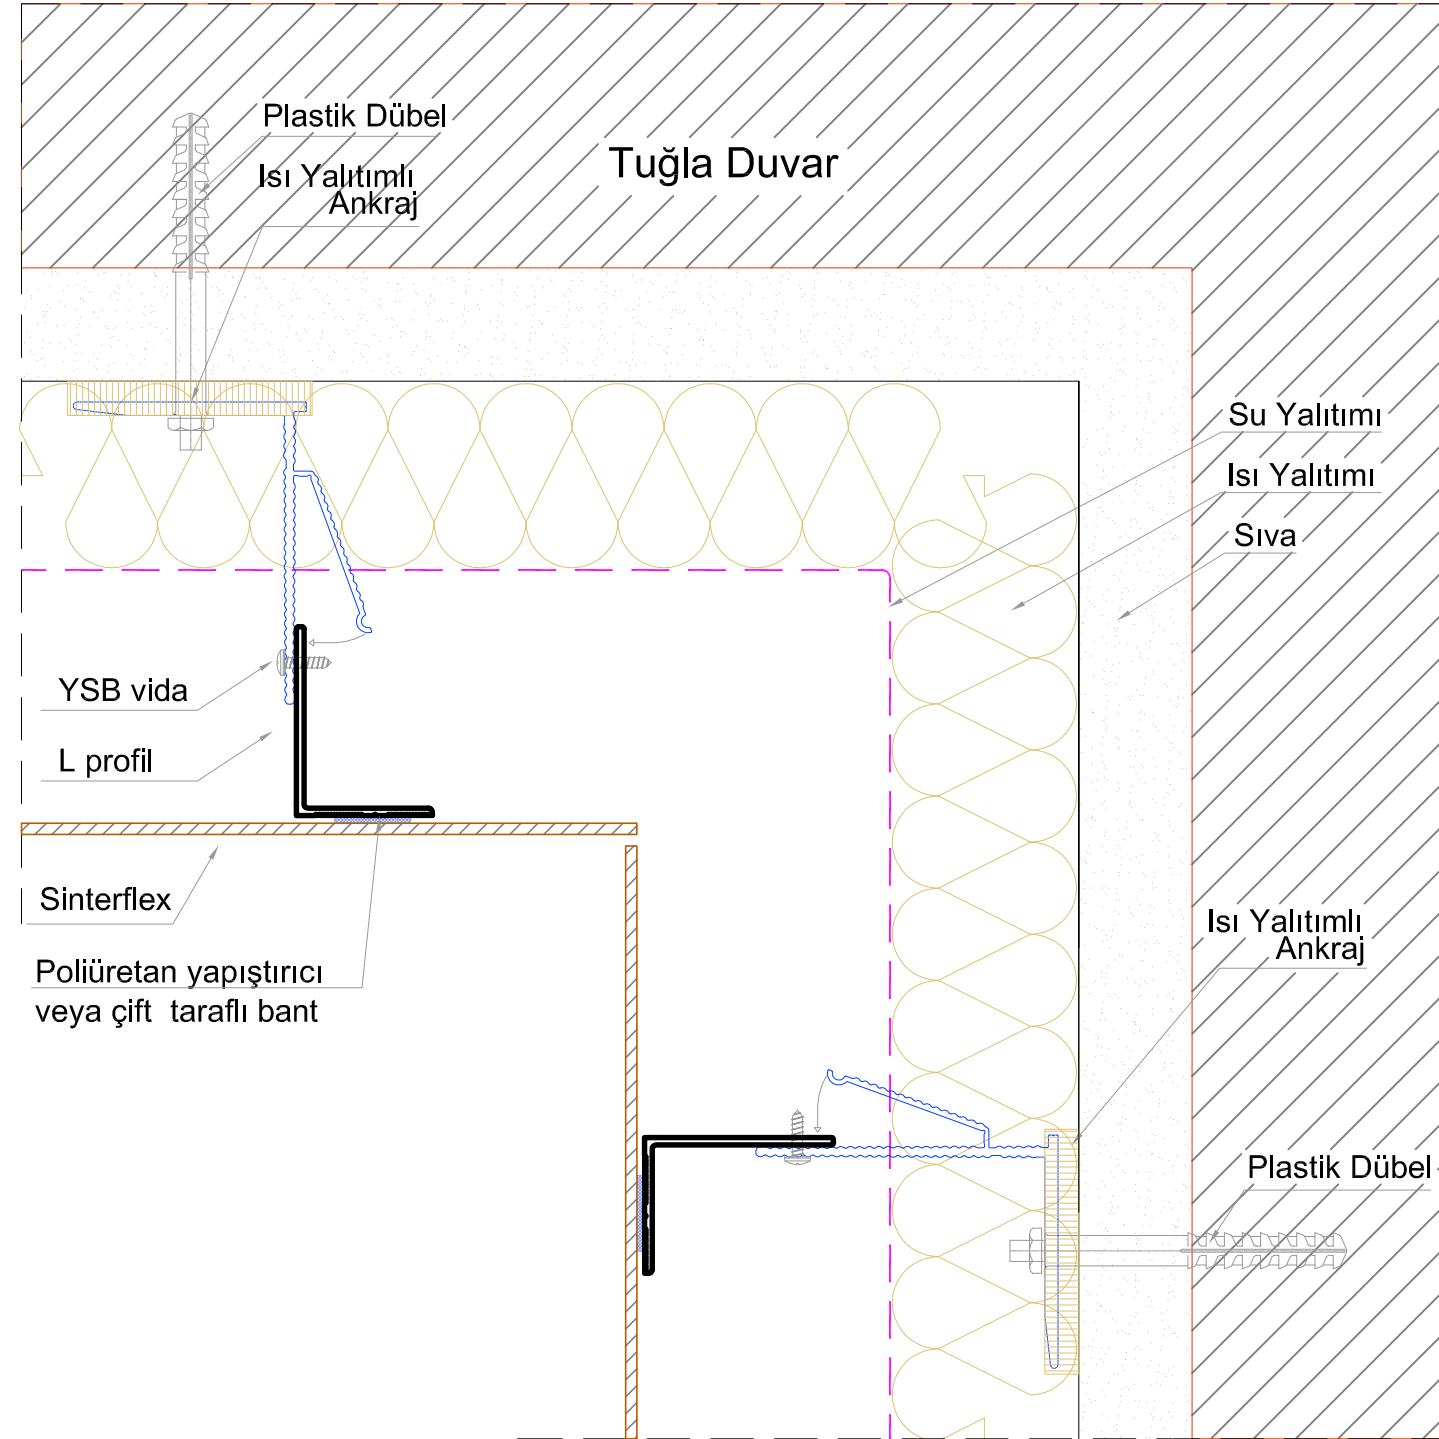 Plastik Dübel
Isı Yalıtımlı
Ankraj
Tuğla Duvar
Su Yalıtımı
Isı Yalıtımı
Sıva
YSB vida
L profil
Sinterflex
Poliüretan yapıştırıcı
veya çift taraflı bant
Isı Yalıtımlı
Ankraj
Plastik Dübel